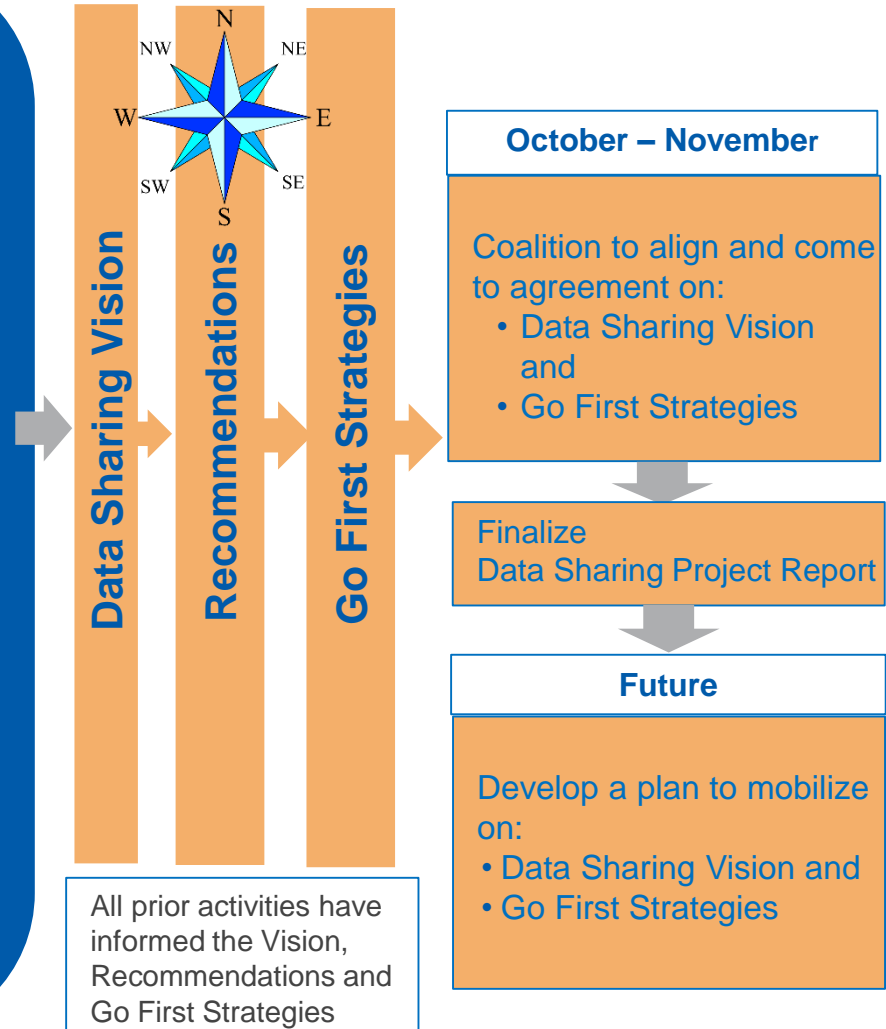 N
NW
NE
W
E
SW
SE
S
Data Sharing Vision
Recommendations
Go First Strategies
All prior activities have
informed the Vision,
Recommendations and
Go First Strategies
October – November
Coalition to align and come
to agreement on:
• Data Sharing Vision
and
• Go First Strategies
Finalize
Data Sharing Project Report
Future
Develop a plan to mobilize
on:
• Data Sharing Vision and
• Go First Strategies